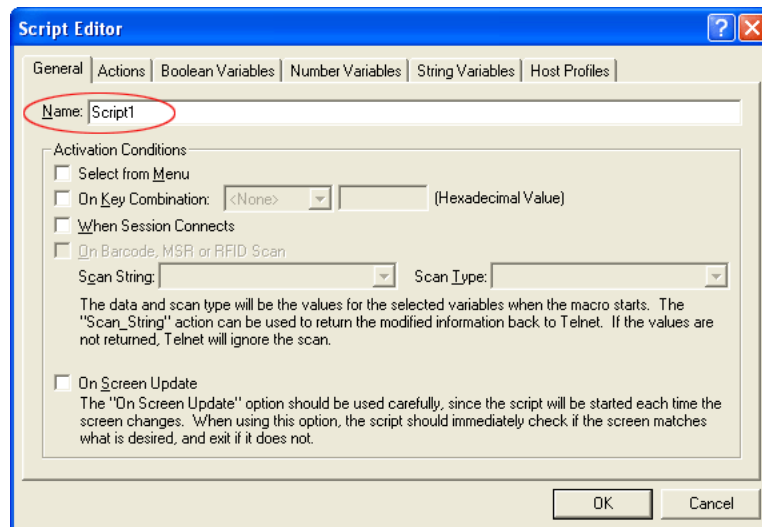 Script Editor
General Actions Boolean Variables Number Variables String Variables Host Profiles
Name: Script1
Activation Conditions
Select from Menu
On Key Combination: <None> (Hexadecimal Value)
When Session Connects
On Barcode, MSR or RFID Scan
Scan String: Scan Type:
The data and scan type will be the values for the selected variables when the macro starts. The
"Scan_String" action can be used to return the modified information back to Telnet. If the values are
not returned, Telnet will ignore the scan.
On Screen Update
The "On Screen Update" option should be used carefully, since the script will be started each time the
screen changes. When using this option, the script should immediately check if the screen matches
what is desired, and exit if it does not.
OK Cancel